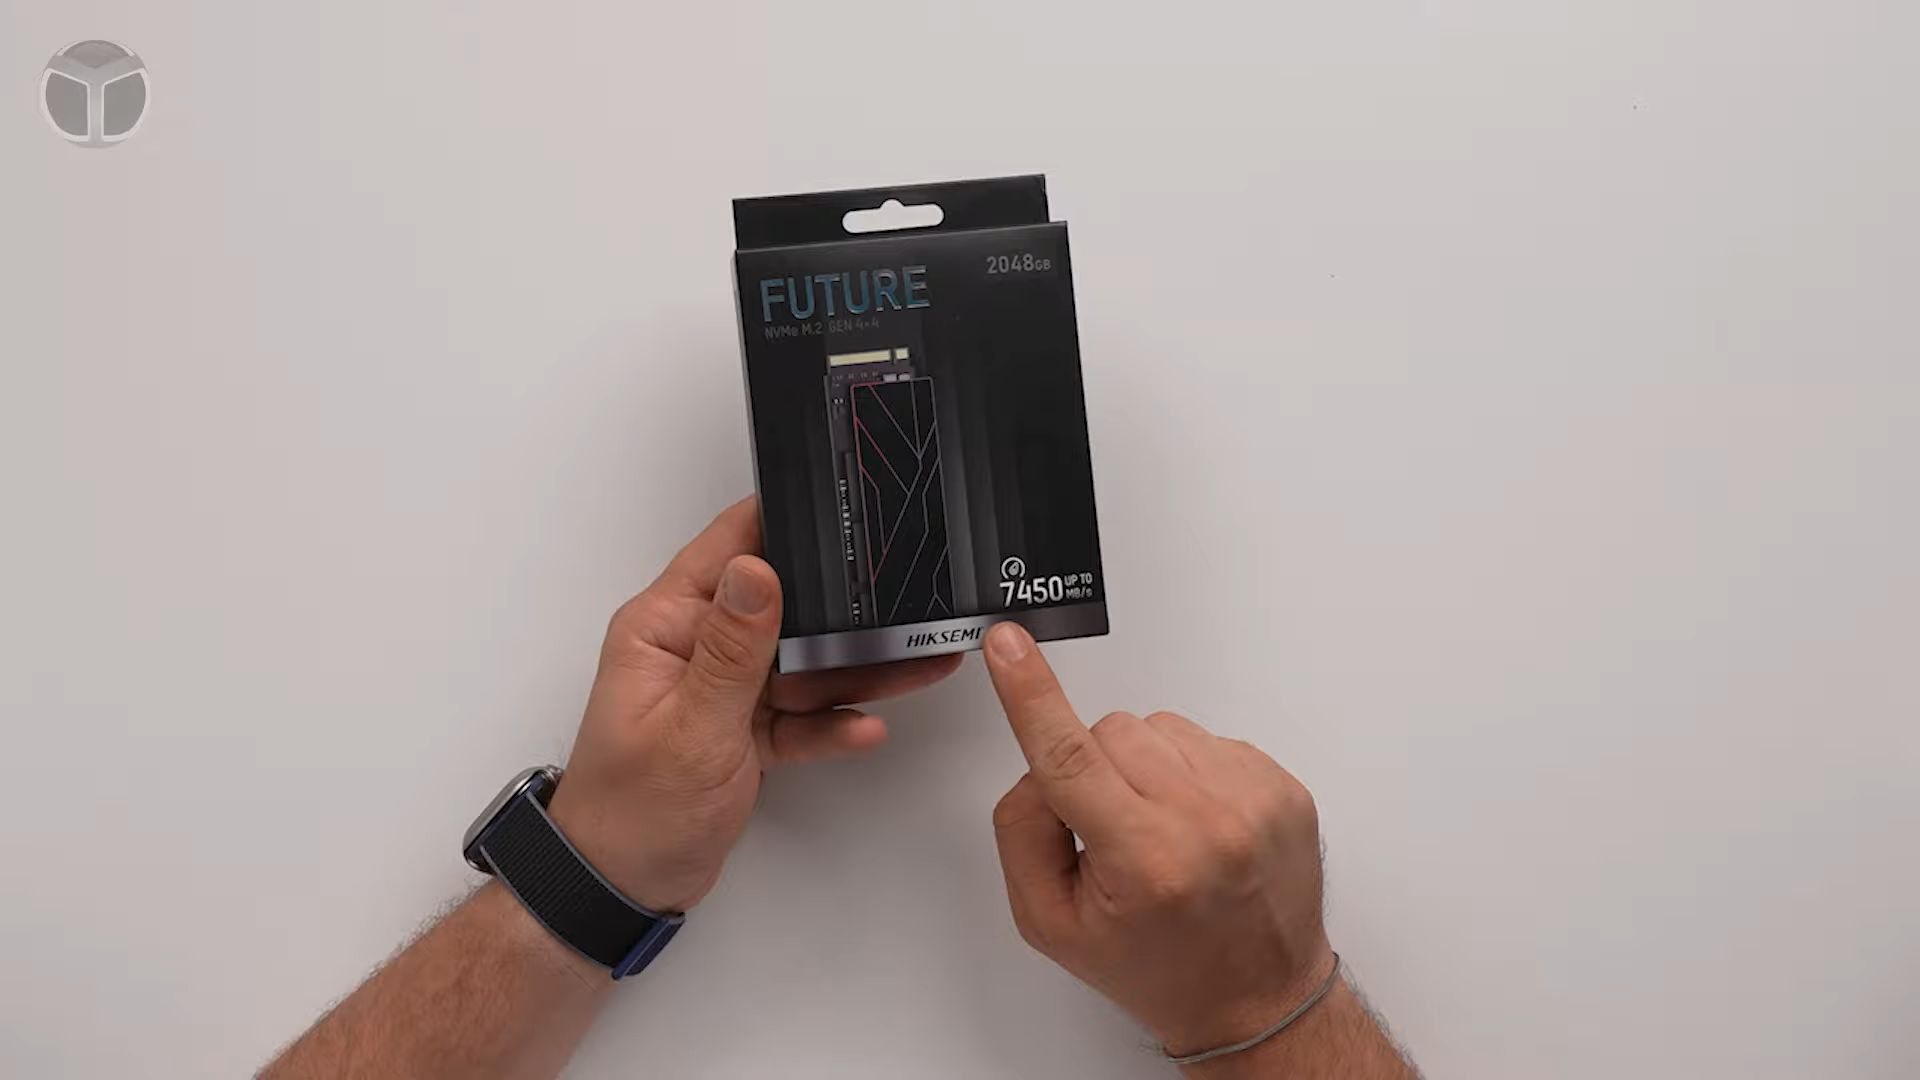 FUTURE
2048GB
NVMe M.2 GEN 4×4
7450 UP TO MB/s
HIKSEMI